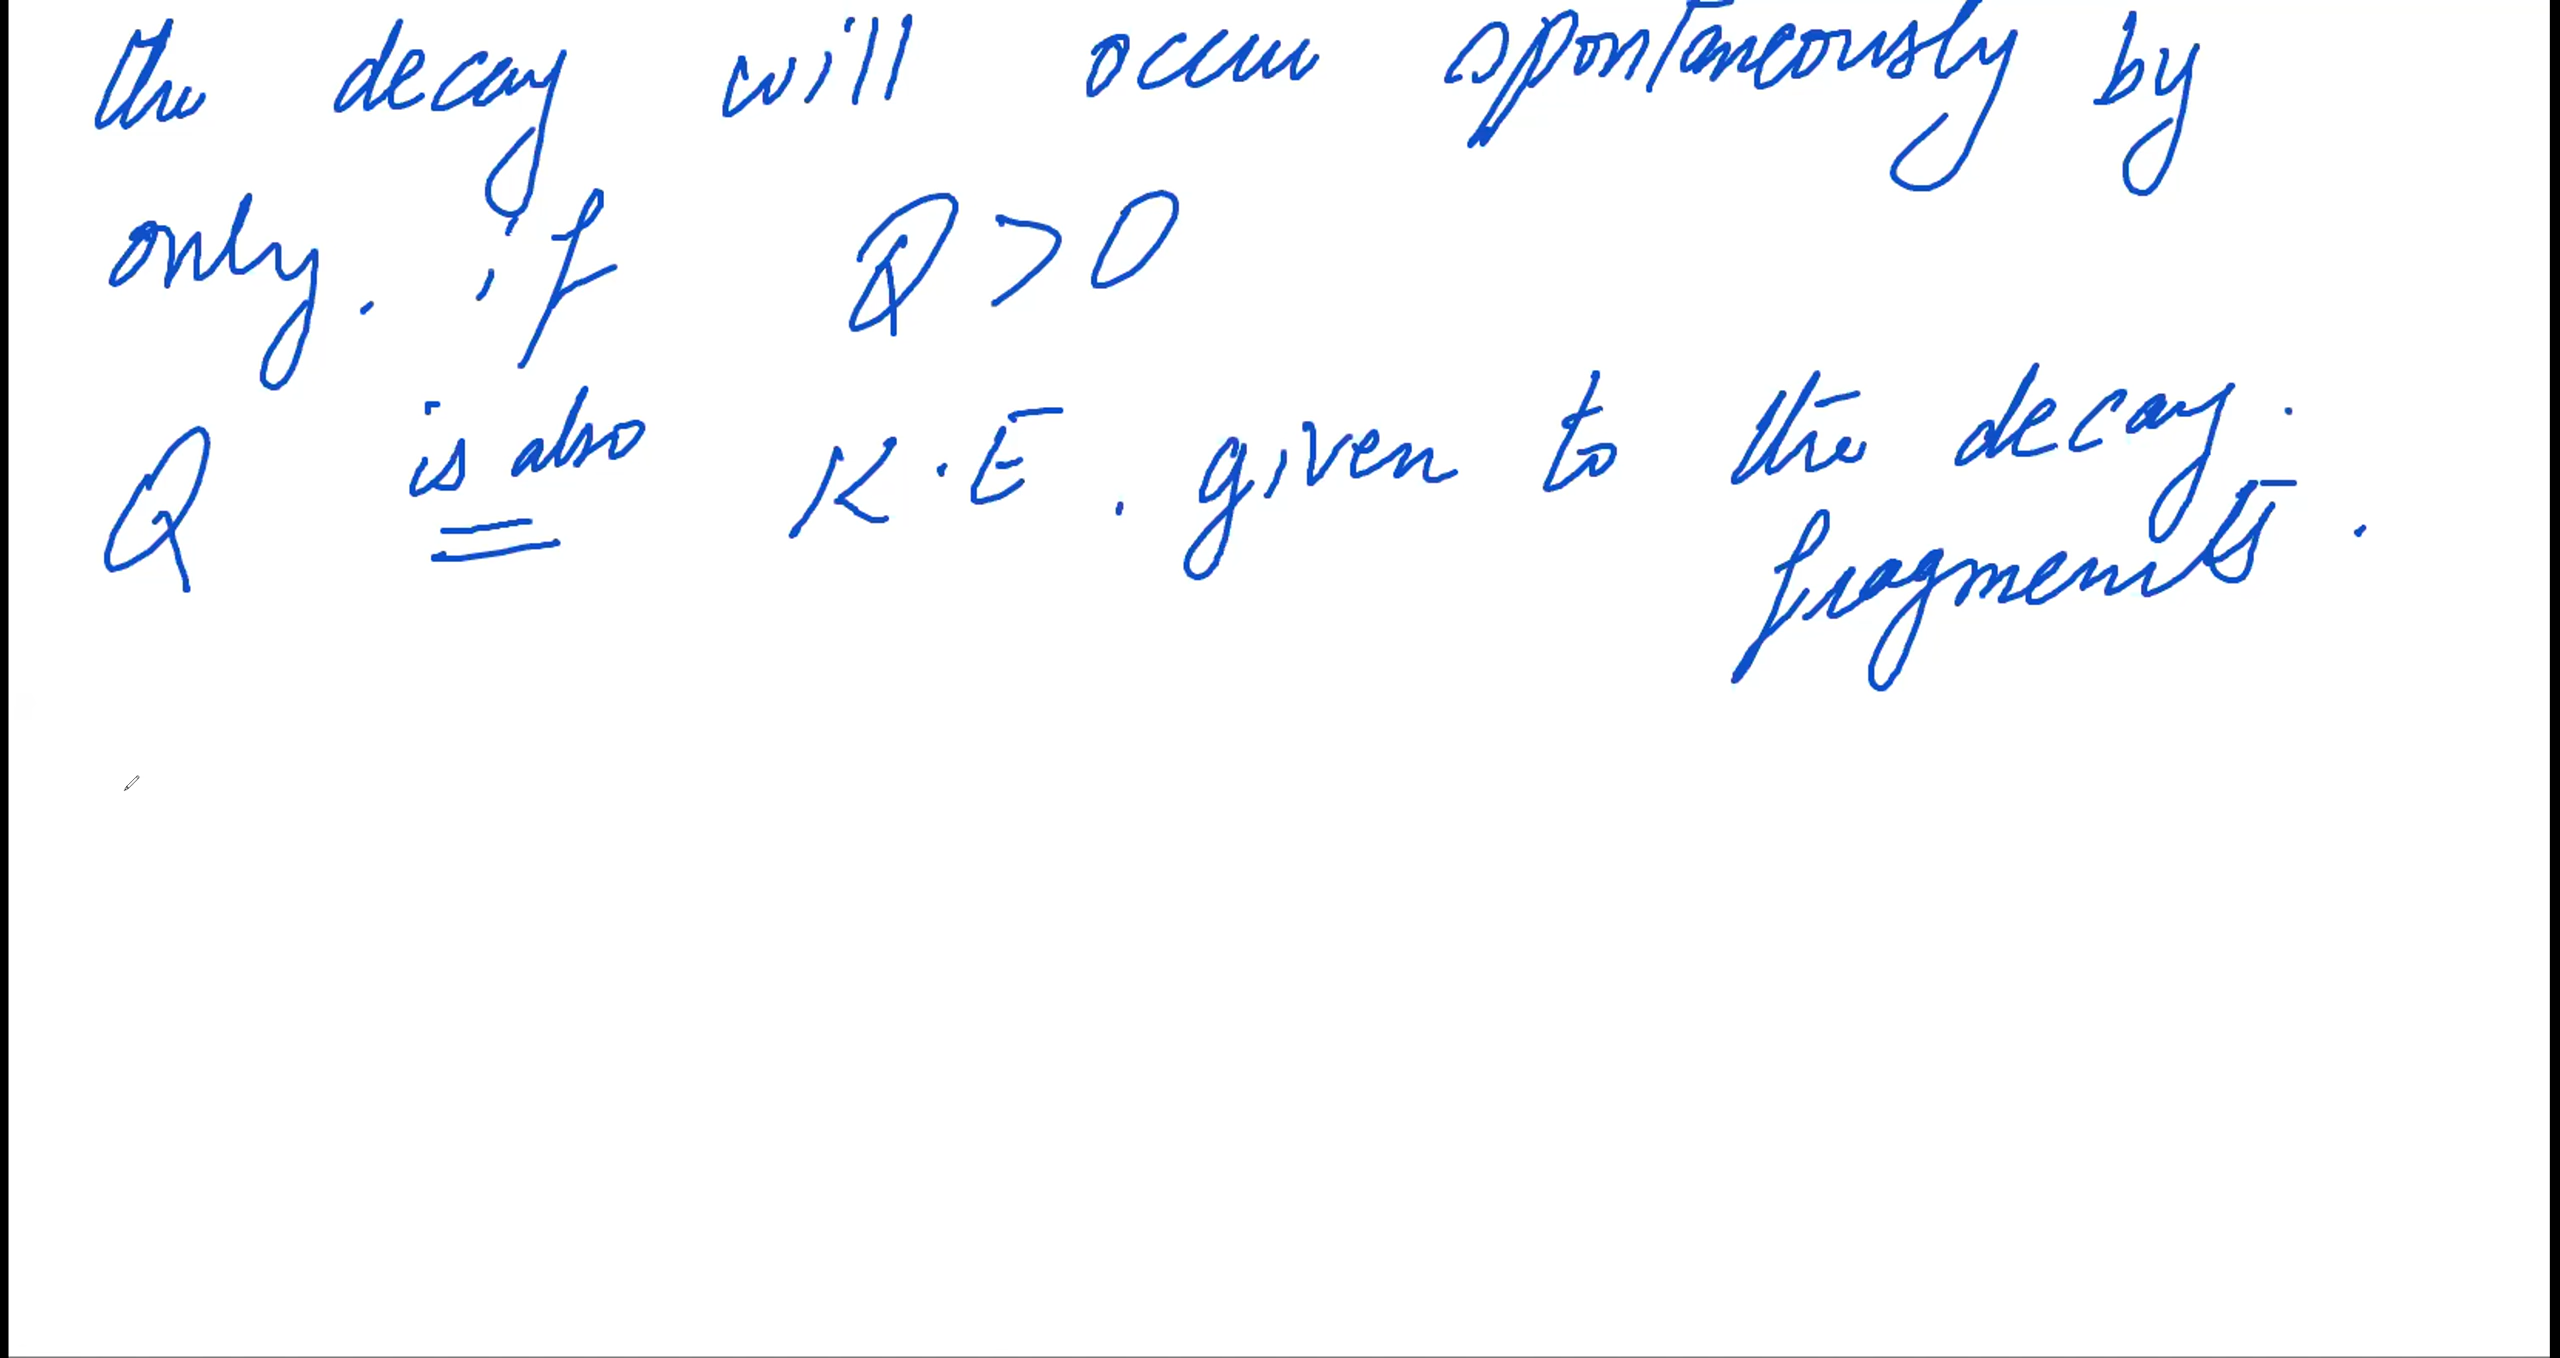 the decay will occur spontaneously by
only. if Q > 0
Q is also K.E. given to the decay.
fragments.